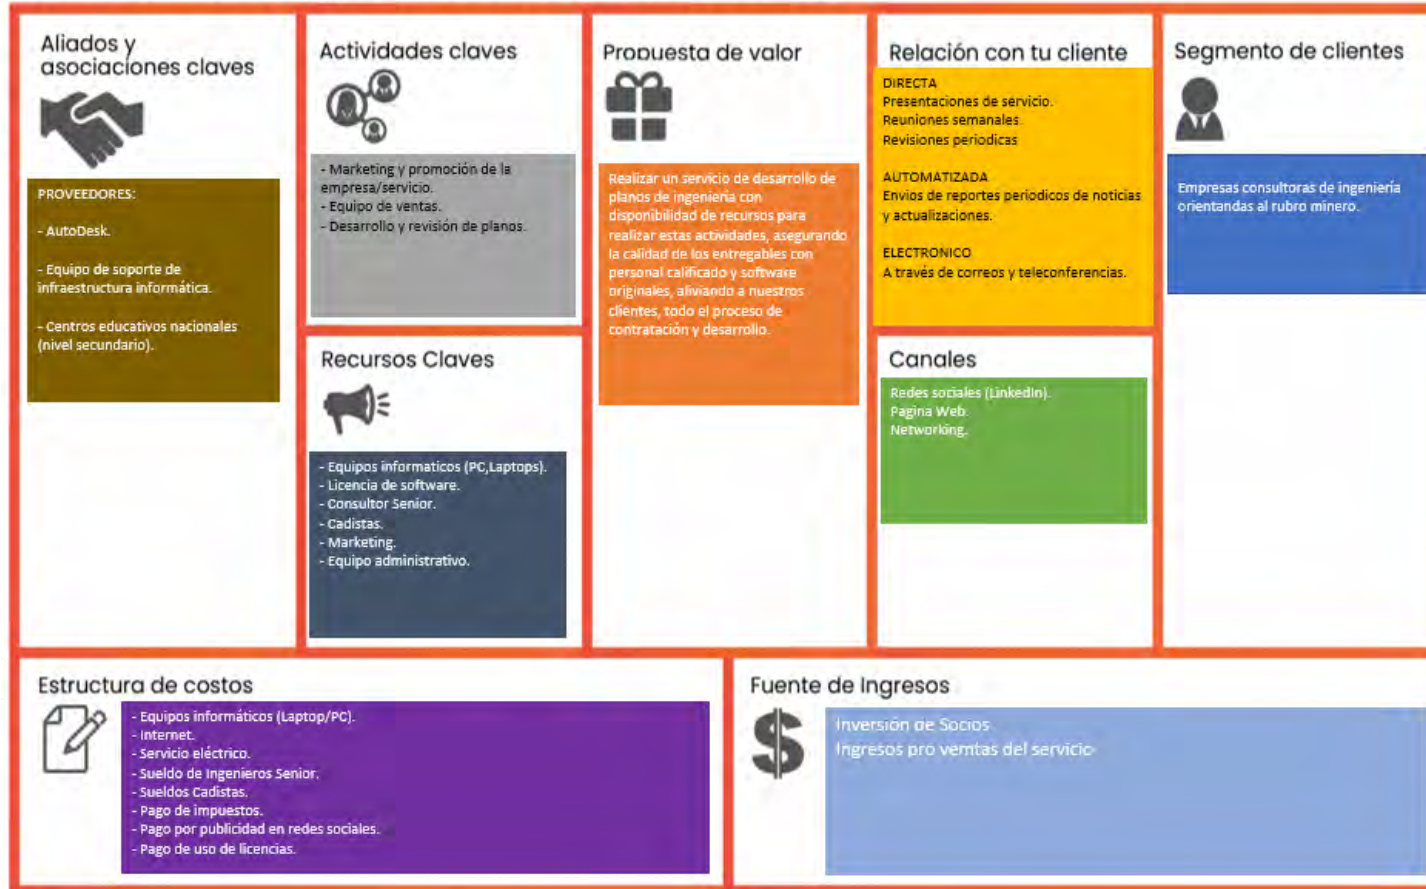 Aliados y
asociaciones claves
PROVEEDORES:
- AutoDesk.
- Equipo de soporte de
infraestructura informática.
- Centros educativos nacionales
(nivel secundario).
Actividades claves
- Marketing y promoción de la
empresa/servicio.
- Equipo de ventas.
- Desarrollo y revisión de planos.
Recursos Claves
- Equipos informaticos (PC,Laptops).
- Licencia de software.
- Consultor Senior.
- Cadistas.
- Marketing.
- Equipo administrativo.
Propuesta de valor
Realizar un servicio de desarrollo de
planos de ingeniería con
disponibilidad de recursos para
realizar estas actividades, asegurando
la calidad de los entregables con
personal calificado y software
originales, aliviando a nuestros
clientes, todo el proceso de
contratación y desarrollo.
Relación con tu cliente
DIRECTA
Presentaciones de servicio.
Reuniones semanales.
Revisiones periodicas
AUTOMATIZADA
Envios de reportes periodicos de noticias
y actualizaciones.
ELECTRONICO
A través de correos y teleconferencias.
Canales
Redes sociales (LinkedIn).
Pagina Web.
Networking.
Segmento de clientes
Empresas consultoras de ingeniería
orientandas al rubro minero.
Estructura de costos
- Equipos informáticos (Laptop/PC).
- Internet.
- Servicio eléctrico.
- Sueldo de Ingenieros Senior.
- Sueldos Cadistas.
- Pago de impuestos.
- Pago por publicidad en redes sociales.
- Pago de uso de licencias.
Fuente de Ingresos
Inversión de Socios
Ingresos pro vemtas del servicio